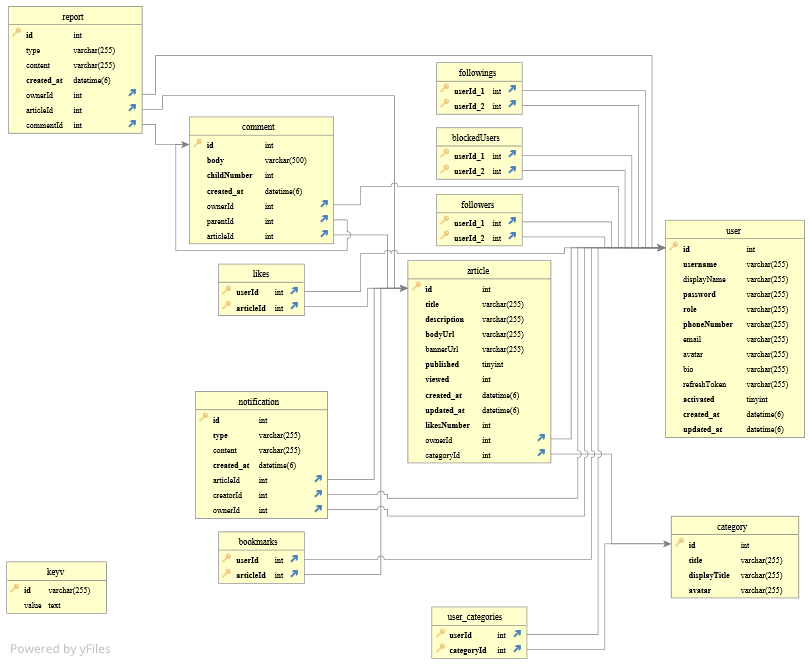 report
id int
type varchar(255)
content varchar(255)
created_at datetime(6)
ownerId int
articleId int
commentId int
comment
id int
body varchar(500)
childNumber int
created_at datetime(6)
ownerId int
parentId int
articleId int
followings
userId_1 int
userId_2 int
blockedUsers
userId_1 int
userId_2 int
followers
userId_1 int
userId_2 int
user
id int
username varchar(255)
displayName varchar(255)
password varchar(255)
role varchar(255)
phoneNumber varchar(255)
email varchar(255)
avatar varchar(255)
bio varchar(255)
refreshToken varchar(255)
activated tinyint
created_at datetime(6)
updated_at datetime(6)
likes
userId int
articleId int
article
id int
title varchar(255)
description varchar(255)
bodyUrl varchar(255)
bannerUrl varchar(255)
published tinyint
viewed int
created_at datetime(6)
updated_at datetime(6)
likesNumber int
ownerId int
categoryId int
notification
id int
type varchar(255)
content varchar(255)
created_at datetime(6)
articleId int
creatorId int
ownerId int
bookmarks
userId int
articleId int
category
id int
title varchar(255)
displayTitle varchar(255)
avatar varchar(255)
keyv
id varchar(255)
value text
user_categories
userId int
categoryId int
Powered by yFiles